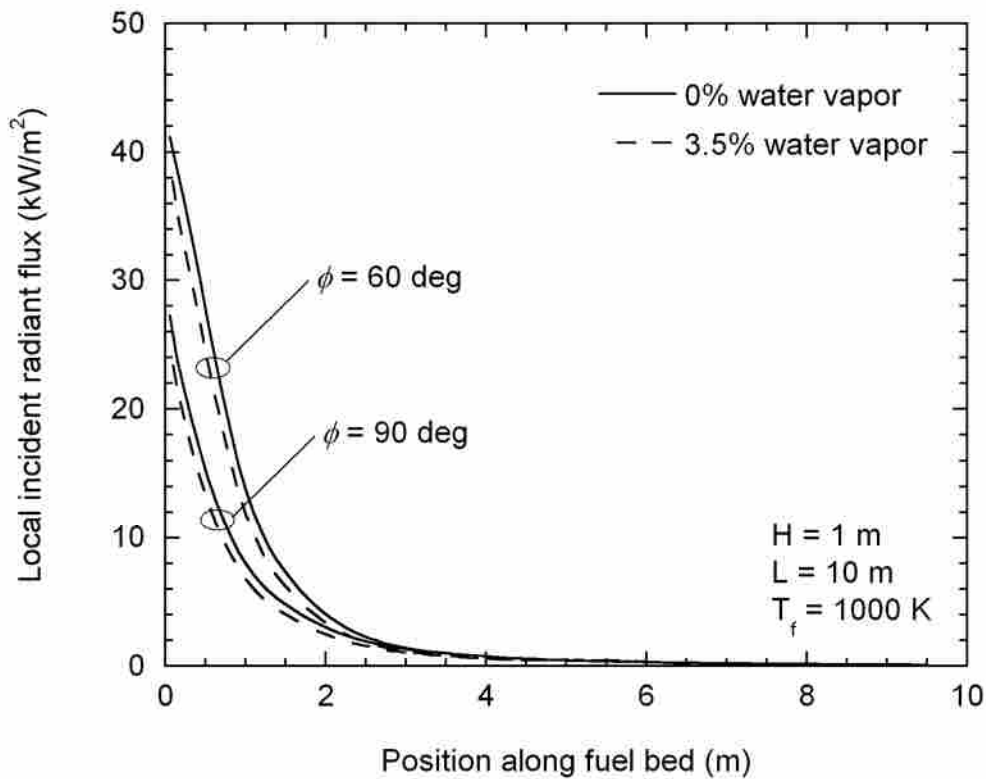 Local incident radiant flux (kW/m²)
50
40
30
20
10
0
0% water vapor
3.5% water vapor
ϕ = 60 deg
ϕ = 90 deg
H = 1 m
L = 10 m
T_f = 1000 K
0 2 4 6 8 10
Position along fuel bed (m)